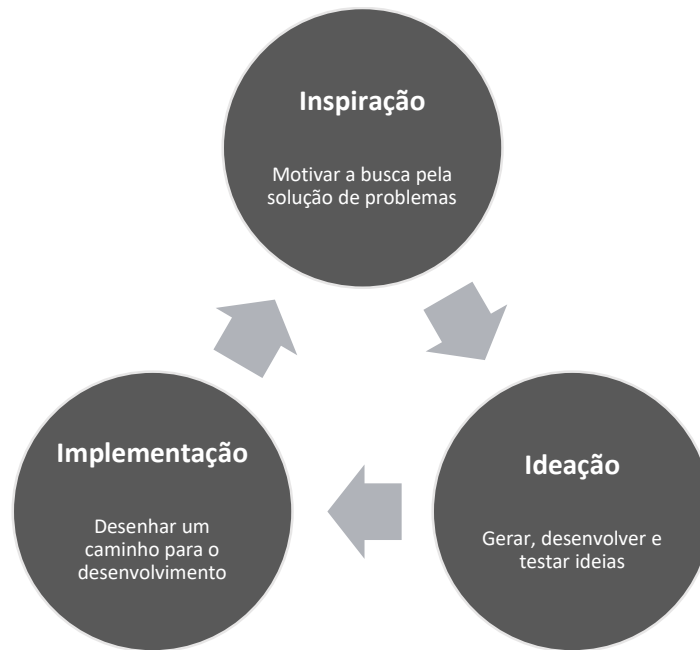 Inspiração
Motivar a busca pela
solução de problemas
Implementação
Desenhar um
caminho para o
desenvolvimento
Ideação
Gerar, desenvolver e
testar ideias